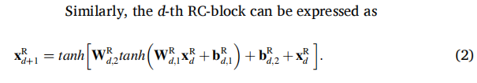 Similarly, the d-th RC-block can be expressed as
x^R_{d+1} = tanh[W^R_{d,2}tanh(W^R_{d,1}x^R_d + b^R_{d,1}) + b^R_{d,2} + x^R_d]. (2)